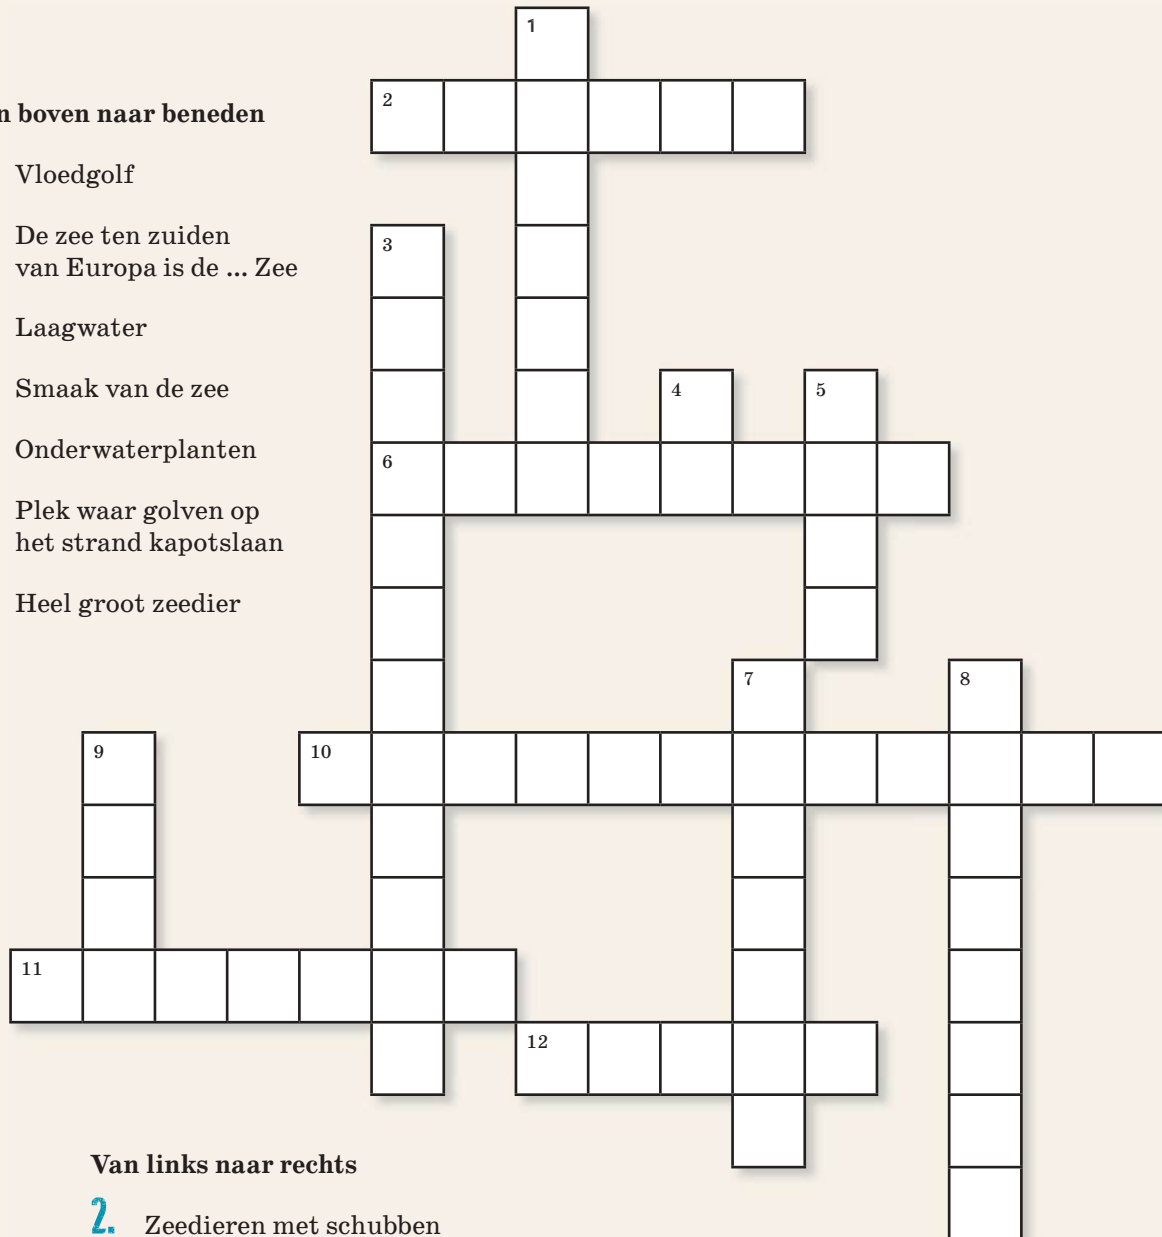 1
2
n boven naar beneden
Vloedgolf
De zee ten zuiden
van Europa is de ... Zee
3
Laagwater
Smaak van de zee
4
5
Onderwaterplanten
6
Plek waar golven op
het strand kapotslaan
Heel groot zeedier
7
8
9
10
11
12
Van links naar rechts
2. Zeedieren met schubben